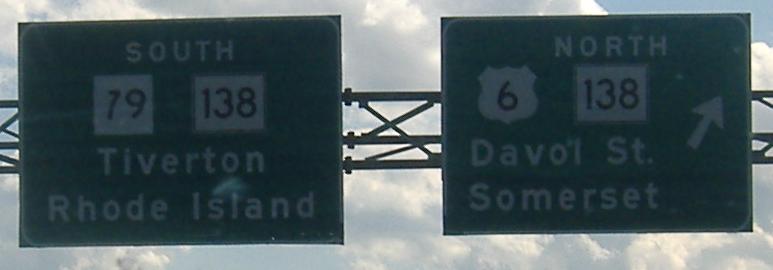 SOUTH
79 138
Tiverton
Rhode Island
NORTH
6 138
Davol St.
Somerset